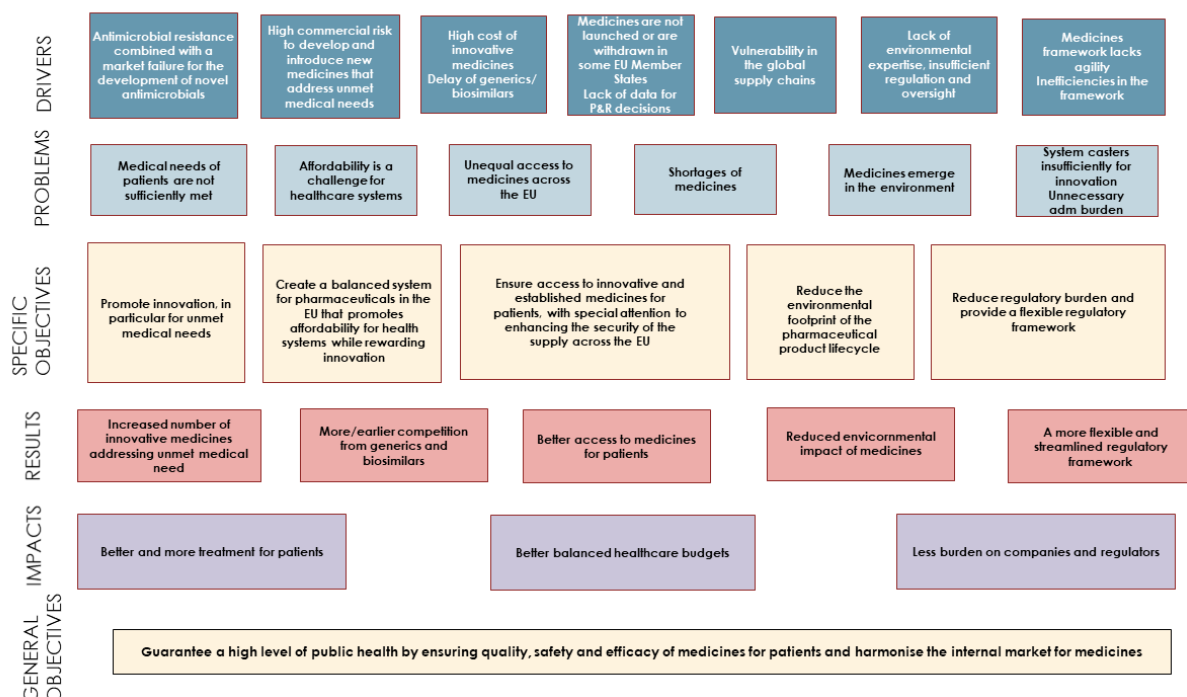 DRIVERS
Antimicrobial resistance
combined with a
market failure for the
development of novel
antimicrobials
High commercial risk
to develop and
introduce new
medicines that
address unmet
medical needs
High cost of
innovative
medicines
Delay of generics/
biosimilars
Medicines are not
launched or are
withdrawn in
some EU Member
States
Lack of data for
P&R decisions
Vulnerability in
the global
supply chains
Lack of
environmental
expertise, insufficient
regulation and
oversight
Medicines
framework lacks
agility
Inefficiencies in the
framework
PROBLEMS
Medical needs of
patients are not
sufficiently met
Affordability is a
challenge for
healthcare systems
Unequal access to
medicines across
the EU
Shortages of
medicines
Medicines emerge
in the environment
System casters
insufficiently for
innovation
Unnecessary
adm burden
SPECIFIC
OBJECTIVES
Promote innovation, in
particular for unmet
medical needs
Create a balanced system
for pharmaceuticals in the
EU that promotes
affordability for health
systems while rewarding
innovation
Ensure access to innovative and
established medicines for
patients, with special attention to
enhancing the security of the
supply across the EU
Reduce the
environmental
footprint of the
pharmaceutical
product lifecycle
Reduce regulatory burden and
provide a flexible regulatory
framework
RESULTS
Increased number of
innovative medicines
addressing unmet medical
need
More/earlier competition
from generics and
biosimilars
Better access to medicines
for patients
Reduced envicornmental
impact of medicines
A more flexible and
streamlined regulatory
framework
IMPACTS
Better and more treatment for patients
Better balanced healthcare budgets
Less burden on companies and regulators
GENERAL
OBJECTIVES
Guarantee a high level of public health by ensuring quality, safety and efficacy of medicines for patients and harmonise the internal market for medicines